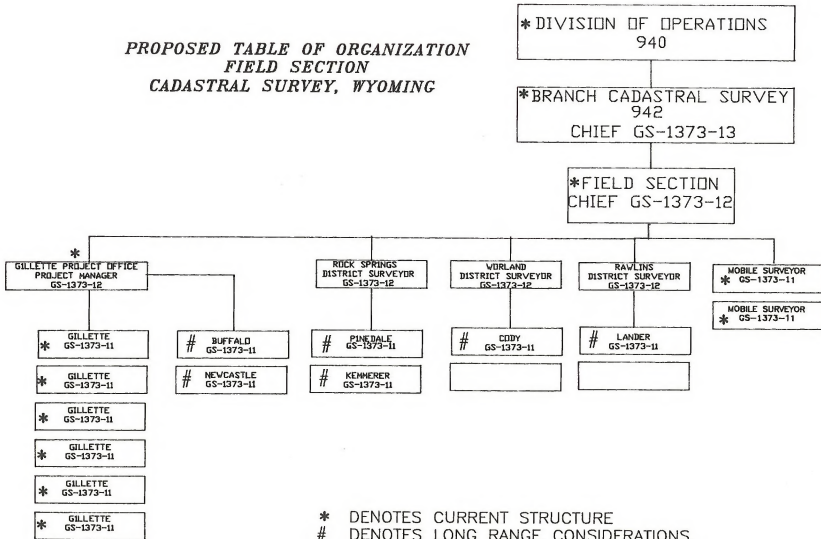 PROPOSED TABLE OF ORGANIZATION
FIELD SECTION
CADASTRAL SURVEY, WYOMING
* DIVISION OF OPERATIONS
940
* BRANCH CADASTRAL SURVEY
942
CHIEF GS-1373-13
* FIELD SECTION
CHIEF GS-1373-12
*
GILLETTE PROJECT OFFICE
PROJECT MANAGER
GS-1373-12
ROCK SPRINGS
DISTRICT SURVEYOR
GS-1373-12
WORLAND
DISTRICT SURVEYOR
GS-1373-12
RAWLINS
DISTRICT SURVEYOR
GS-1373-12
MOBILE SURVEYOR
* GS-1373-11
MOBILE SURVEYOR
* GS-1373-11
GILLETTE
* GS-1373-11
GILLETTE
* GS-1373-11
GILLETTE
* GS-1373-11
GILLETTE
* GS-1373-11
GILLETTE
* GS-1373-11
GILLETTE
* GS-1373-11
# BUFFALO
GS-1373-11
# NEWCASTLE
GS-1373-11
# PINEDALE
GS-1373-11
# KEMMERER
GS-1373-11
# CODY
GS-1373-11
# LANDER
GS-1373-11
* DENOTES CURRENT STRUCTURE
# DENOTES LONG RANGE CONSIDERATIONS